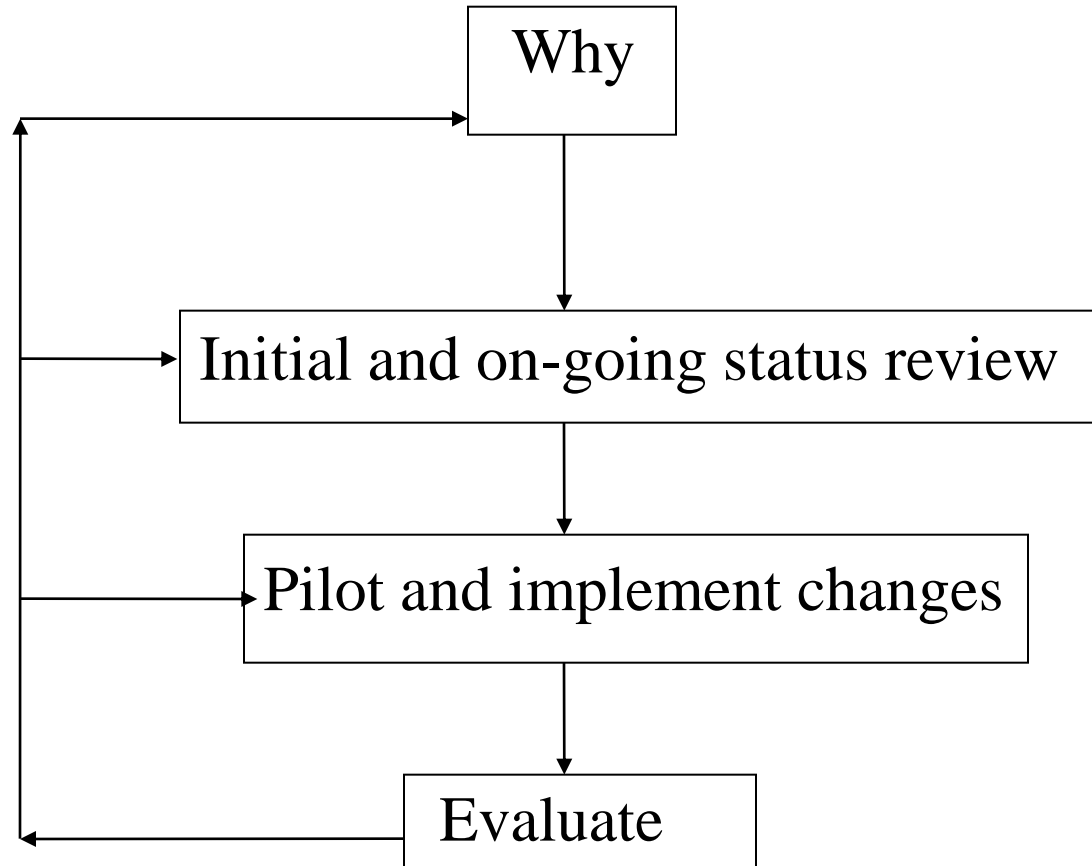 Why
Initial and on-going status review
Pilot and implement changes
Evaluate